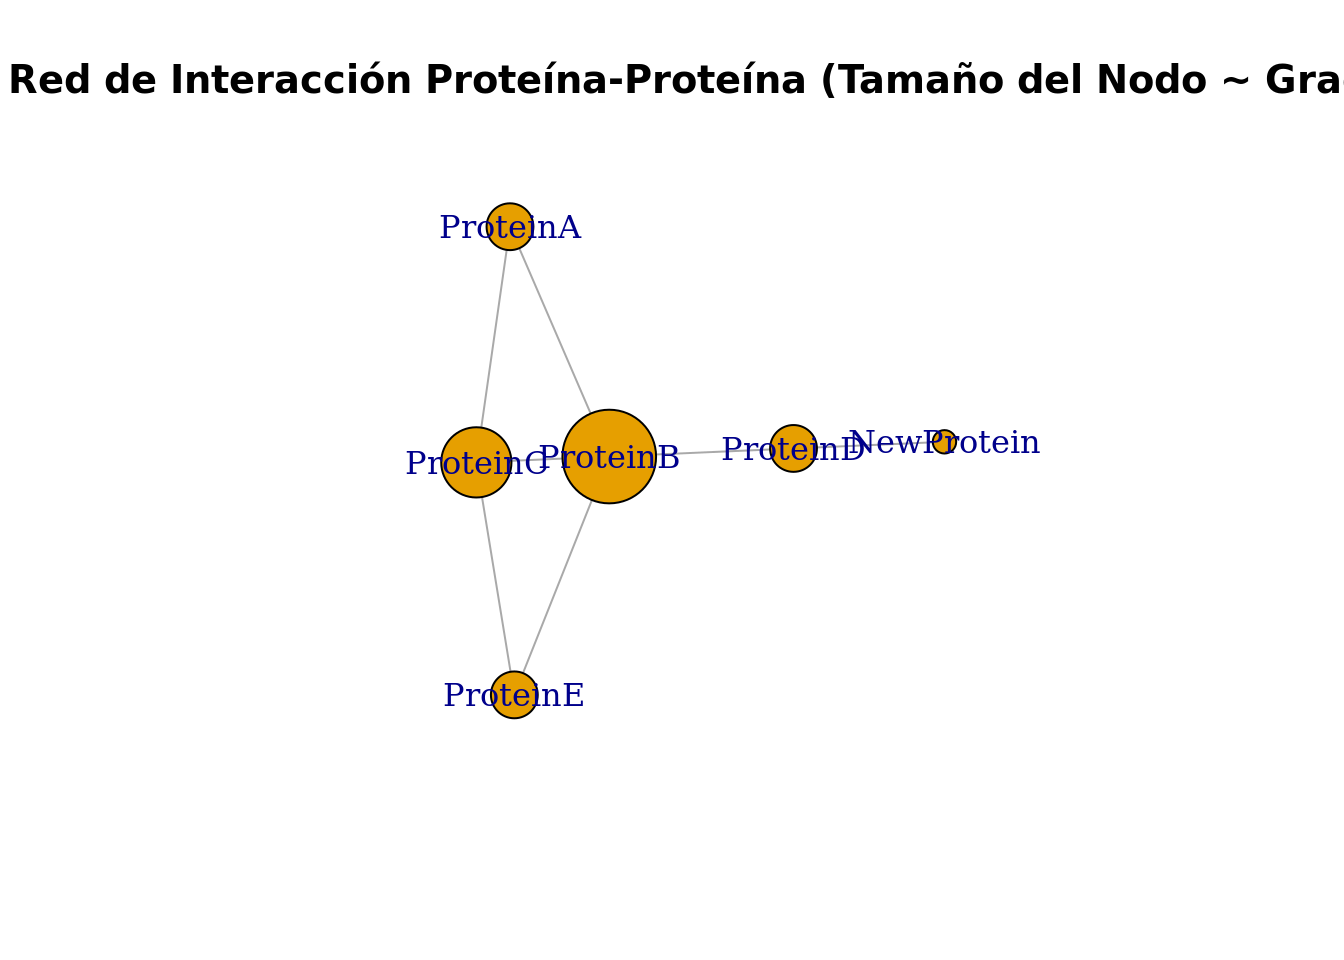 Red de Interacción Proteína-Proteína (Tamaño del Nodo ~ Gra
ProteinA
ProteinC
ProteinB
ProteinD
NewProtein
ProteinE